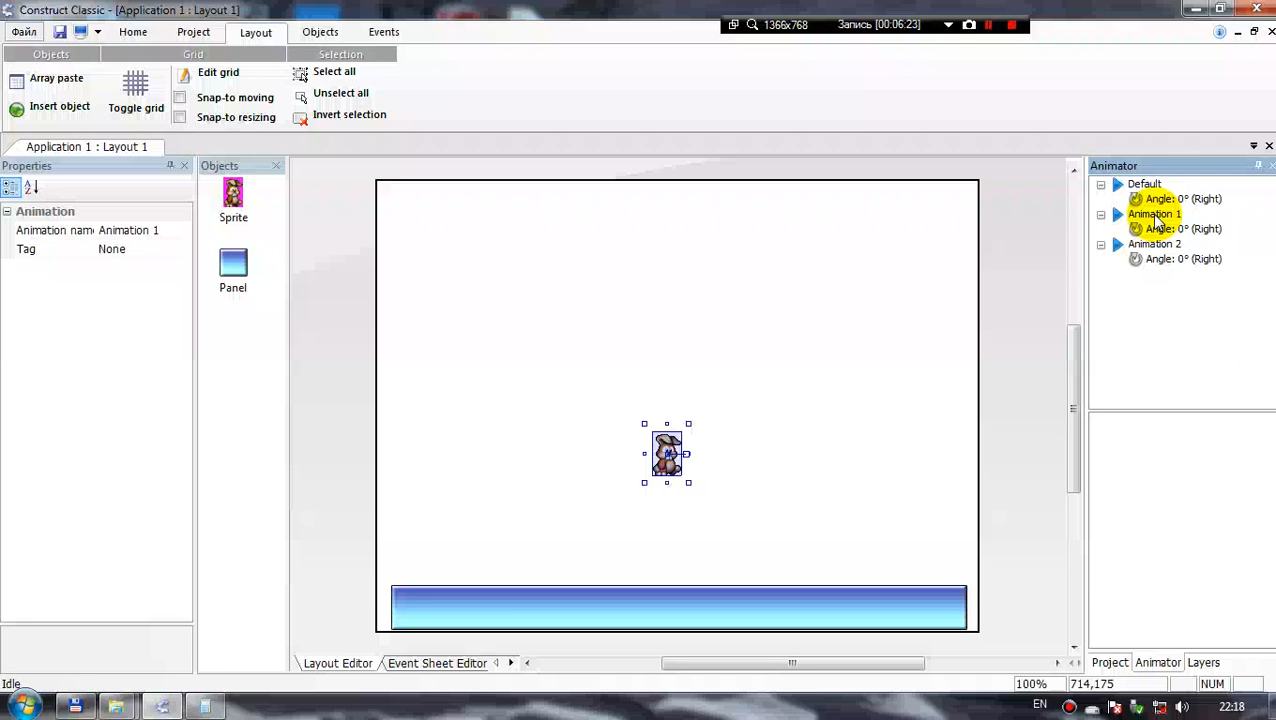 Construct Classic - [Application 1 : Layout 1]
1366x768
Запись [00:06:23]
Файл
Home
Project
Layout
Objects
Events
Objects
Grid
Selection
Array paste
Insert object
Toggle grid
Edit grid
Snap-to moving
Snap-to resizing
Select all
Unselect all
Invert selection
Application 1 : Layout 1
Properties
Objects
Animator
Animation
Animation name
Animation 1
Tag
None
Sprite
Panel
Default
Angle: 0° (Right)
Animation 1
Angle: 0° (Right)
Animation 2
Angle: 0° (Right)
Layout Editor
Event Sheet Editor
Project
Animator
Layers
Idle
100%
714,175
NUM
EN
22:18